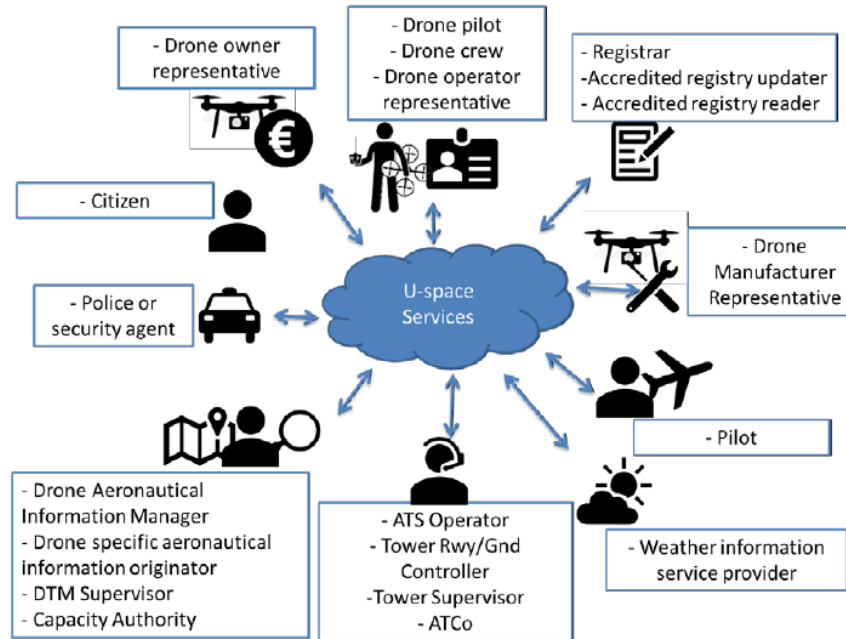 - Drone owner
representative
- Drone pilot
- Drone crew
- Drone operator
representative
- Registrar
-Accredited registry updater
- Accredited registry reader
- Citizen
U-space
Services
- Drone
Manufacturer
Representative
- Police or
security agent
- Pilot
- Drone Aeronautical
Information Manager
- Drone specific aeronautical
information originator
- DTM Supervisor
- Capacity Authority
- ATS Operator
- Tower Rwy/Gnd
Controller
-Tower Supervisor
- ATCo
- Weather information
service provider